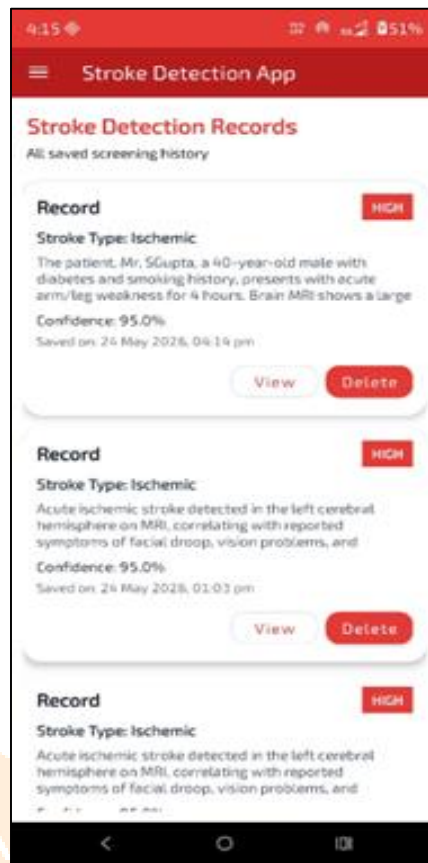 4:15
51%
Stroke Detection App
Stroke Detection Records
All saved screening history
Record
HIGH
Stroke Type: Ischemic
The patient, Mr. SGupta, a 40-year-old male with
diabetes and smoking history, presents with acute
arm/leg weakness for 4 hours. Brain MRI shows a large
Confidence: 95.0%
Saved on: 24 May 2026, 04:14 pm
View
Delete
Record
HIGH
Stroke Type: Ischemic
Acute ischemic stroke detected in the left cerebral
hemisphere on MRI, correlating with reported
symptoms of facial droop, vision problems, and
Confidence: 95.0%
Saved on: 24 May 2026, 01:03 pm
View
Delete
Record
HIGH
Stroke Type: Ischemic
Acute ischemic stroke detected in the left cerebral
hemisphere on MRI, correlating with reported
symptoms of facial droop, vision problems, and